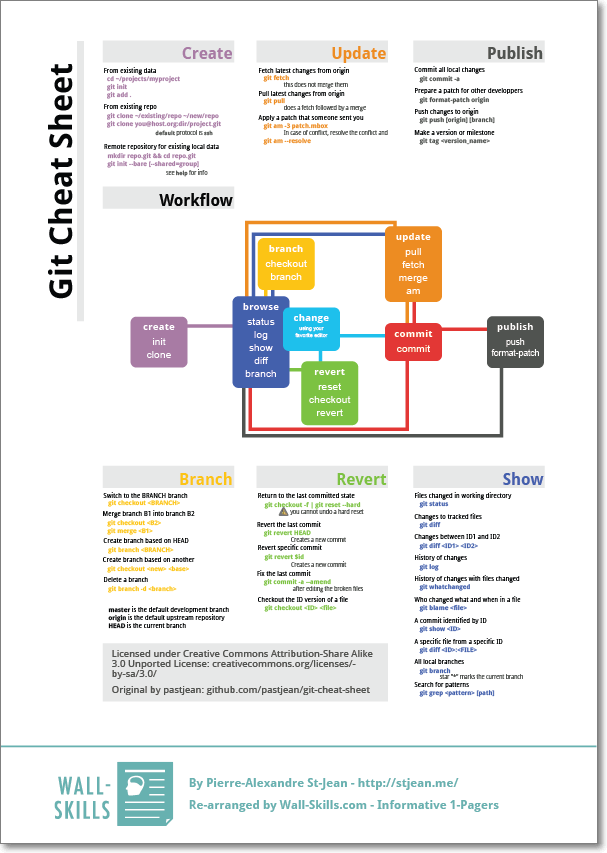 Git Cheat Sheet
Create
From existing data
cd ~/projects/myproject
git init
git add .
From existing repo
git clone ~/existing/repo ~/new/repo
git clone you@host.org:dir/project.git
default protocol is ssh
Remote repository for existing local data
mkdir repo.git && cd repo.git
git init --bare [--shared=group]
see help for info
Update
Fetch latest changes from origin
git fetch
this does not merge them
Pull latest changes from origin
git pull
does a fetch followed by a merge
Apply a patch that someone sent you
git am -3 patch.mbox
In case of conflict, resolve the conflict and
git am --resolve
Publish
Commit all local changes
git commit -a
Prepare a patch for other developpers
git format-patch origin
Push changes to origin
git push [origin] [branch]
Make a version or milestone
git tag <version_name>
Workflow
create
init
clone
browse
status
log
show
diff
branch
branch
checkout
branch
change
using your
favorite editor
revert
reset
checkout
revert
update
pull
fetch
merge
am
commit
commit
publish
push
format-patch
Branch
Switch to the BRANCH branch
git checkout <BRANCH>
Merge branch B1 into branch B2
git checkout <B2>
git merge <B1>
Create branch based on HEAD
git branch <BRANCH>
Create branch based on another
git checkout <new> <base>
Delete a branch
git branch -d <branch>
master is the default development branch
origin is the default upstream repository
HEAD is the current branch
Revert
Return to the last committed state
git checkout -f | git reset --hard
you cannot undo a hard reset
Revert the last commit
git revert HEAD
Creates a new commit
Revert specific commit
git revert $id
Creates a new commit
Fix the last commit
git commit -a --amend
after editing the broken files
Checkout the ID version of a file
git checkout <ID> <file>
Show
Files changed in working directory
git status
Changes to tracked files
git diff
Changes between ID1 and ID2
git diff <ID1> <ID2>
History of changes
git log
History of changes with files changed
git whatchanged
Who changed what and when in a file
git blame <file>
A commit identified by ID
git show <ID>
A specific file from a specific ID
git diff <ID>:<FILE>
All local branches
git branch
star "*" marks the current branch
Search for patterns
git grep <pattern> [path]
Licensed under Creative Commons Attribution-Share Alike
3.0 Unported License: creativecommons.org/licenses/-
by-sa/3.0/
Original by pastjean: github.com/pastjean/git-cheat-sheet
WALL-
SKILLS
By Pierre-Alexandre St-Jean - http://stjean.me/
Re-arranged by Wall-Skills.com - Informative 1-Pagers